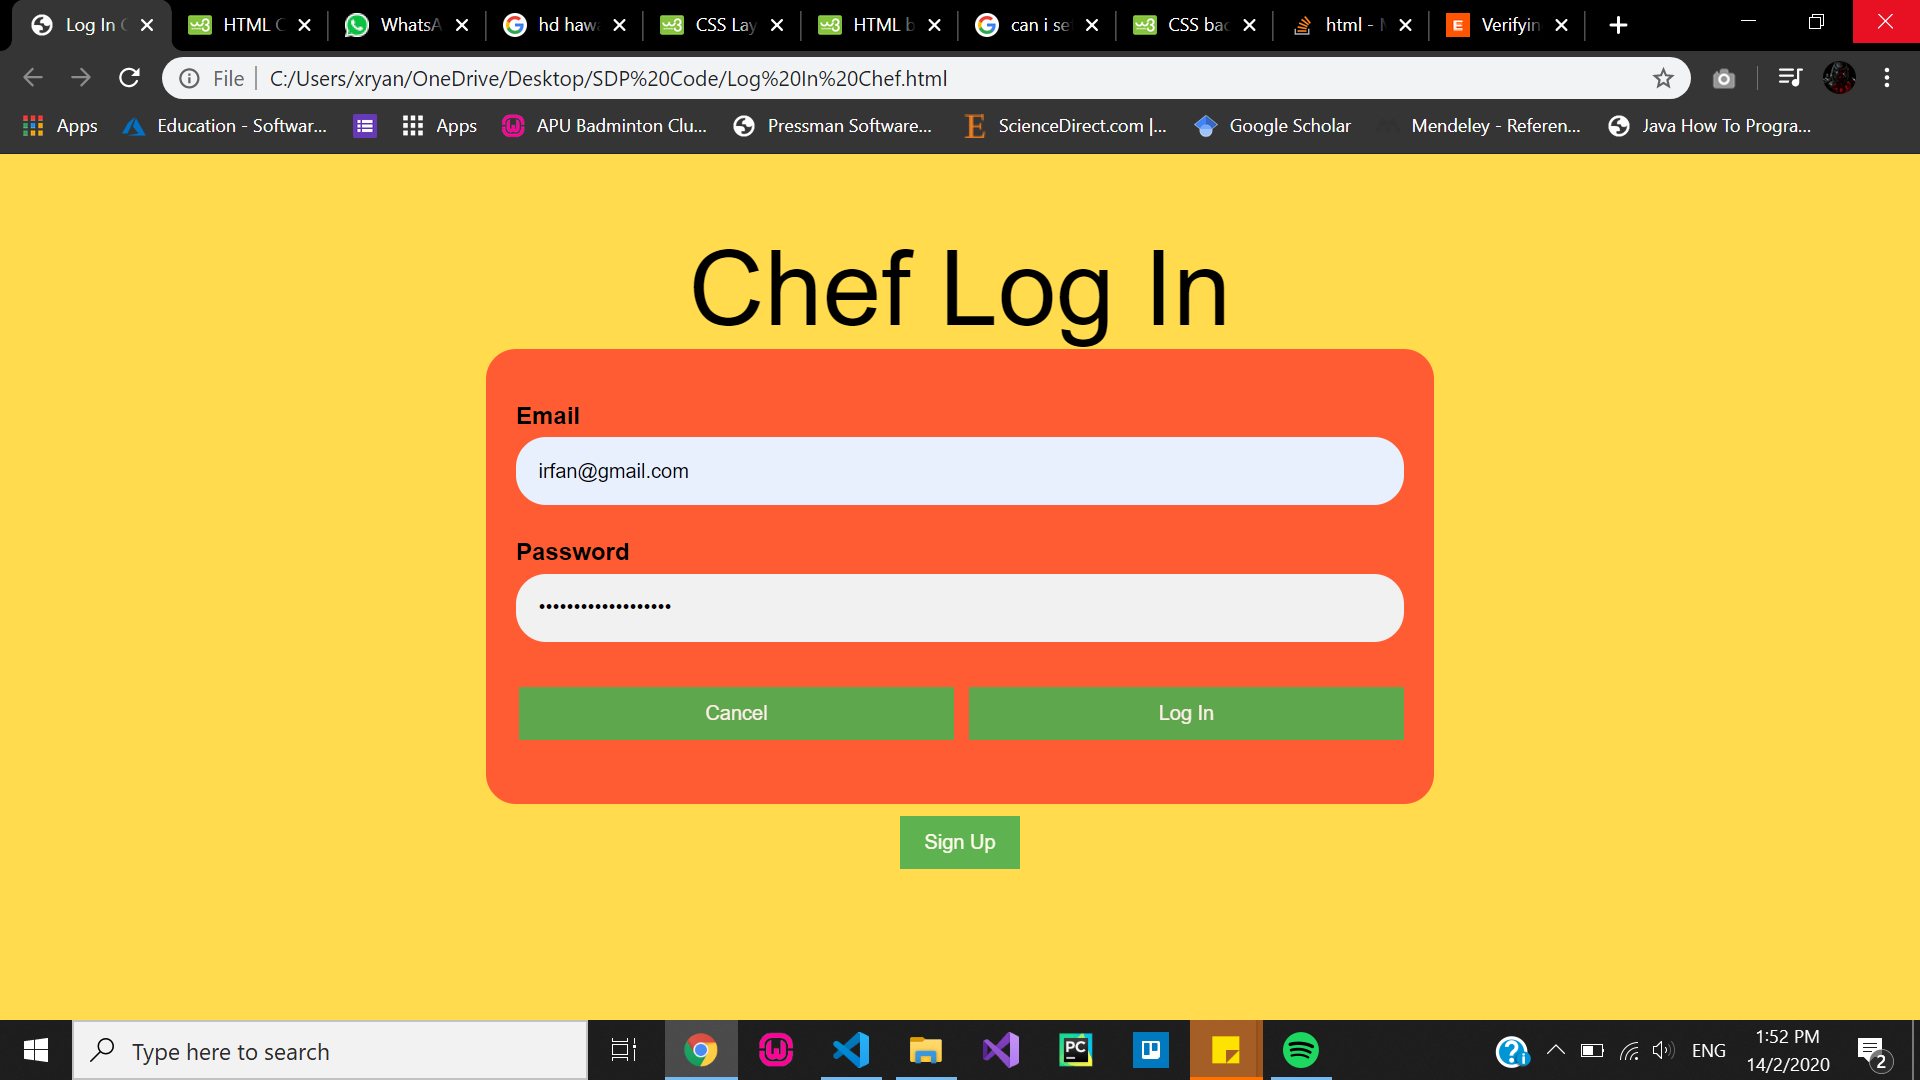 Log In
HTML
WhatsA
hd hawa
CSS Lay
HTML b
can i se
CSS bac
html -
Verifyin
File
C:/Users/xryan/OneDrive/Desktop/SDP%20Code/Log%20In%20Chef.html
Apps
Education - Softwar...
Apps
APU Badminton Clu...
Pressman Software...
ScienceDirect.com |...
Google Scholar
Mendeley - Referen...
Java How To Progra...
Chef Log In
Email
irfan@gmail.com
Password
Cancel
Log In
Sign Up
Type here to search
PC
ENG
1:52 PM
14/2/2020
2